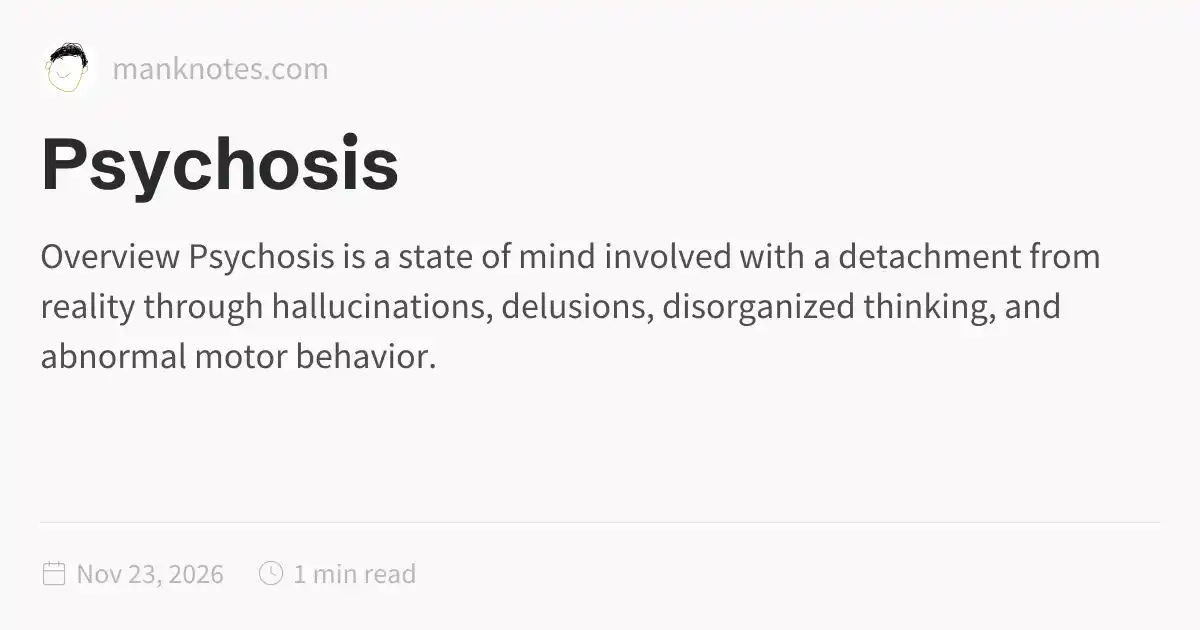 manknotes.com
Psychosis
Overview Psychosis is a state of mind involved with a detachment from
reality through hallucinations, delusions, disorganized thinking, and
abnormal motor behavior.
Nov 23, 2026 1 min read